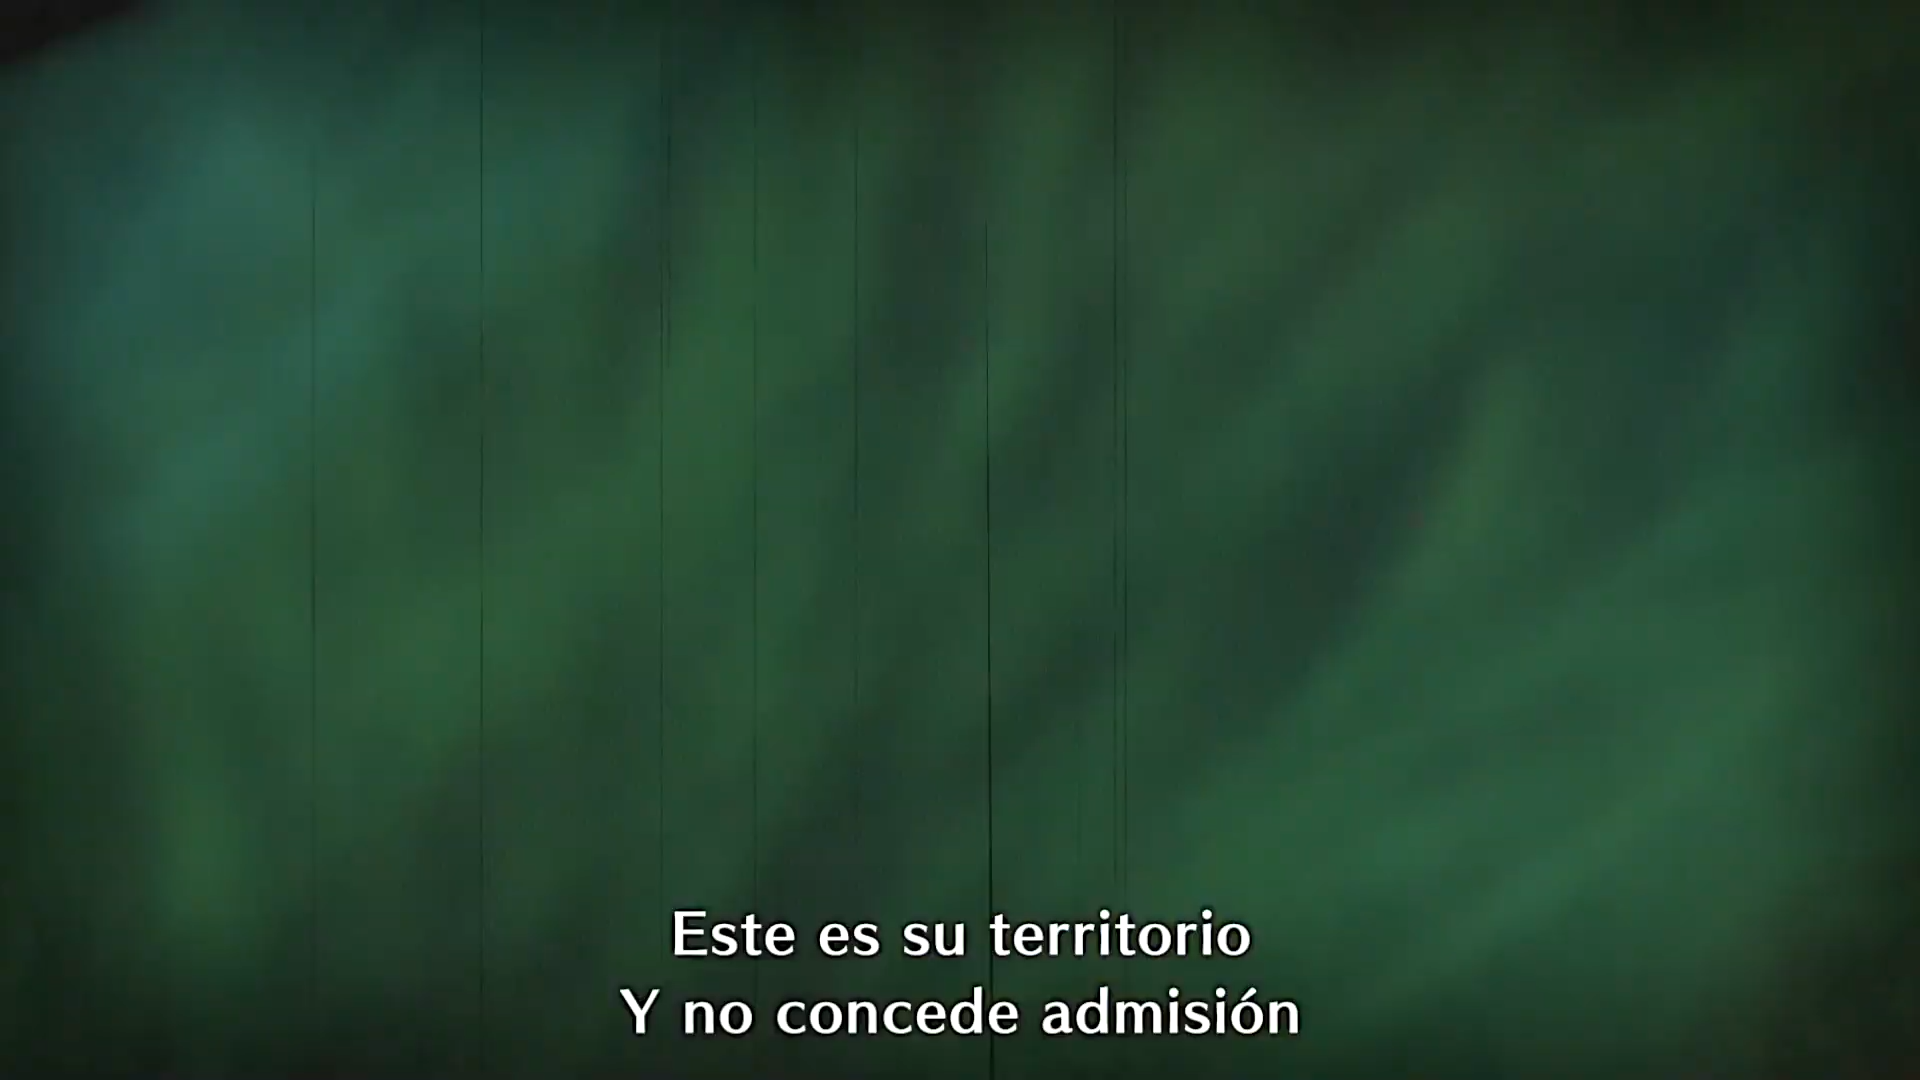 Este es su territorio
Y no concede admisión